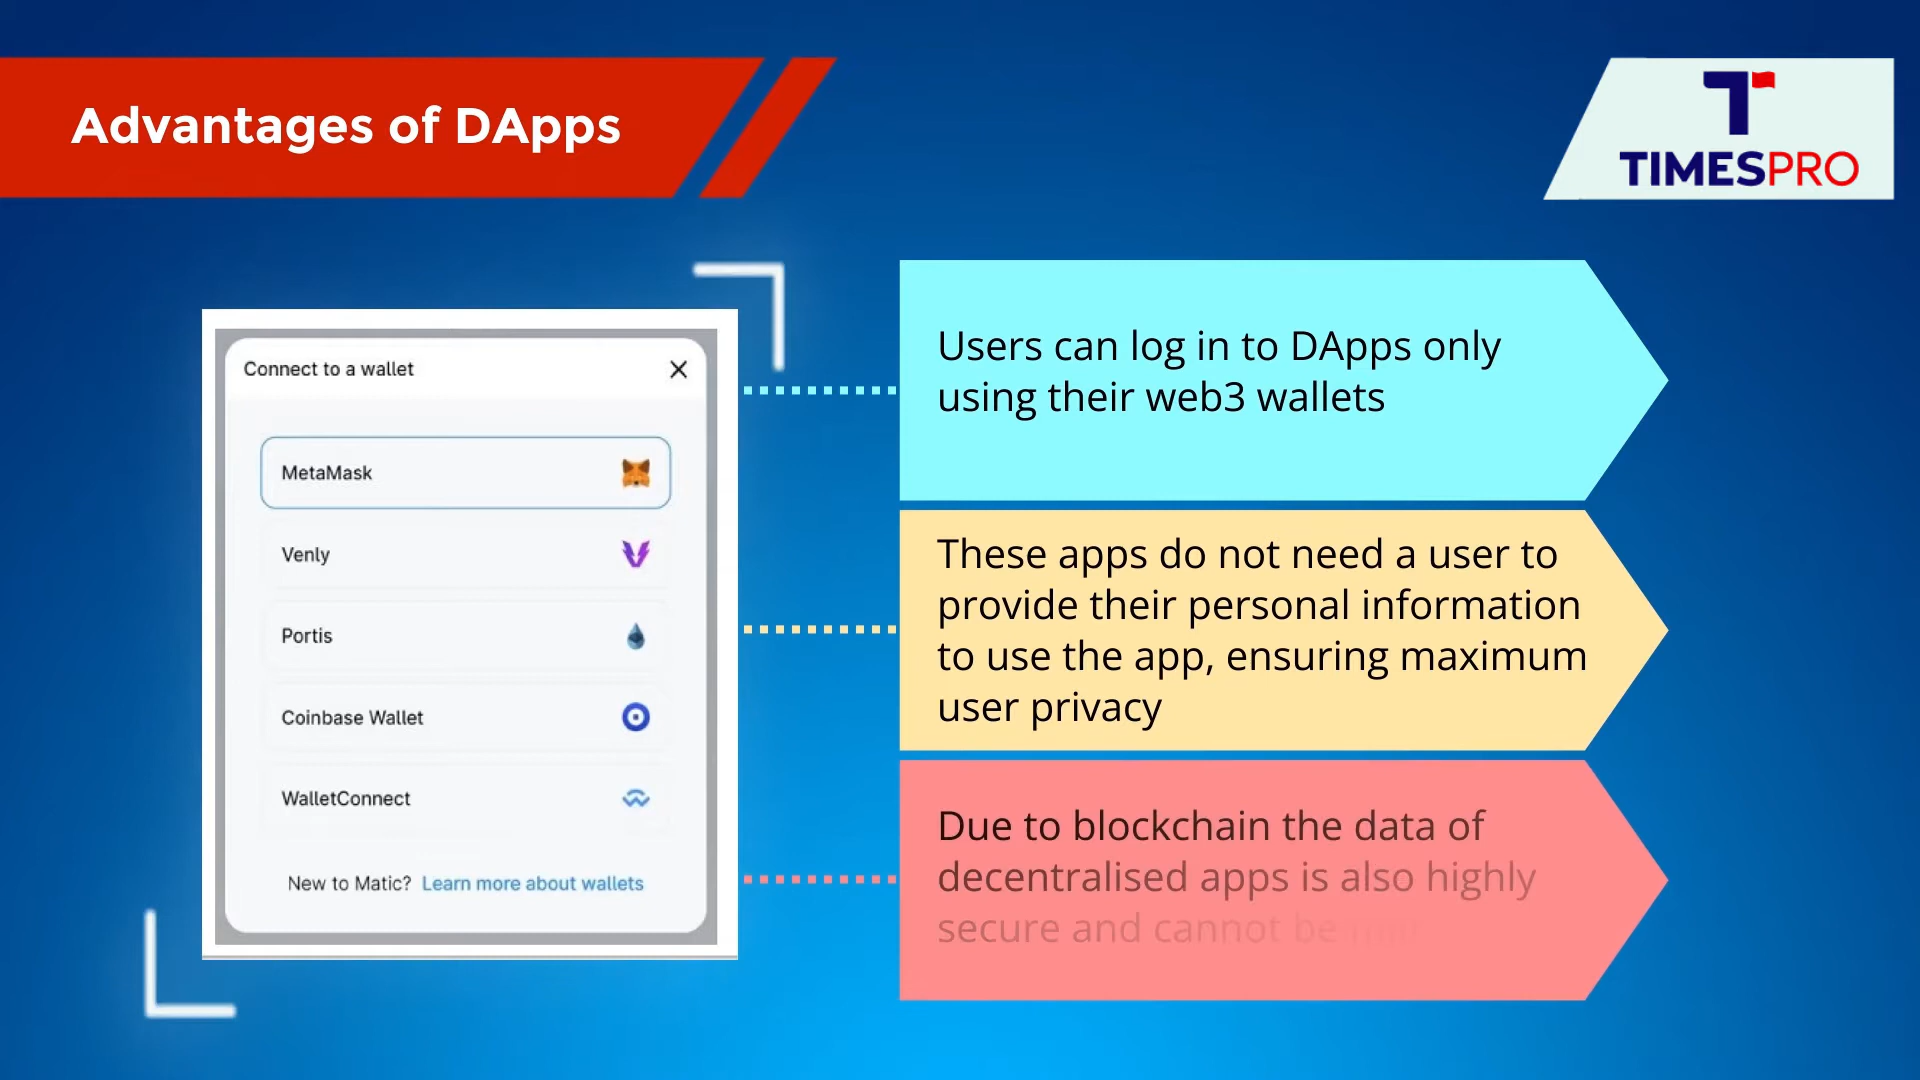 Advantages of DApps
TIMESPRO
Connect to a wallet
MetaMask
Venly
Portis
Coinbase Wallet
WalletConnect
New to Matic? Learn more about wallets
Users can log in to DApps only
using their web3 wallets
These apps do not need a user to
provide their personal information
to use the app, ensuring maximum
user privacy
Due to blockchain the data of
decentralised apps is also highly
secure and cannot be